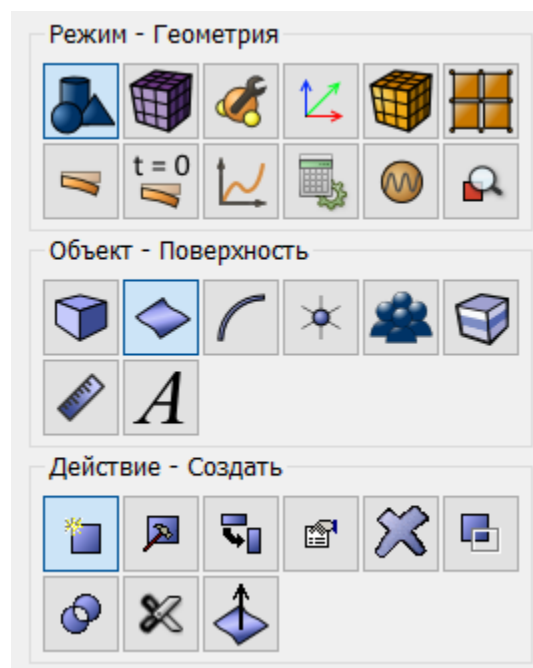 Режим - Геометрия
t = 0
Объект - Поверхность
A
Действие - Создать